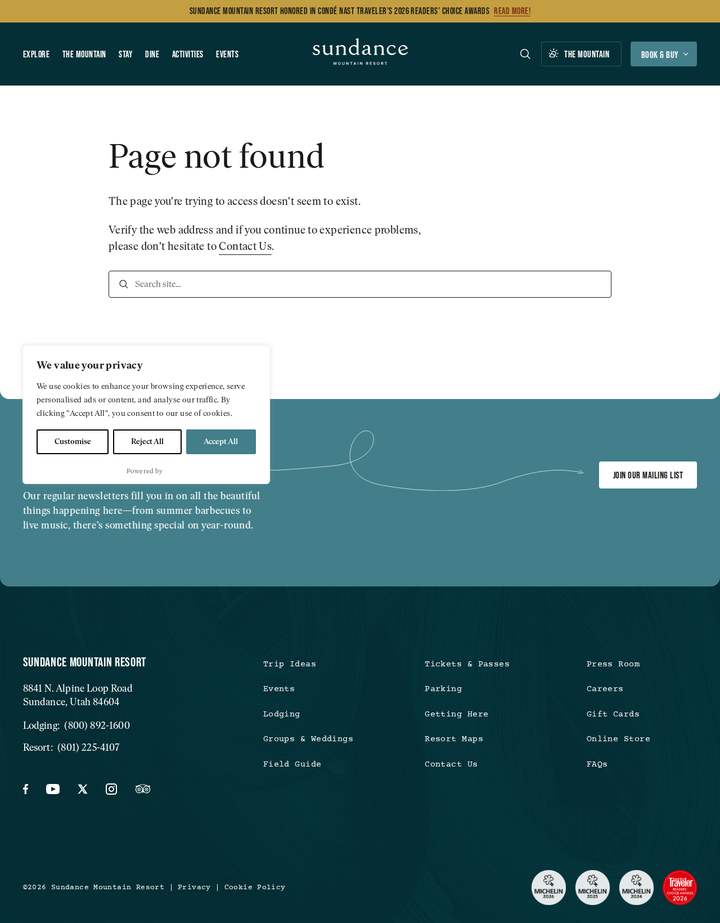 SUNDANCE MOUNTAIN RESORT HONORED IN CONDÉ NAST TRAVELER'S 2026 READERS' CHOICE AWARDS READ MORE!
EXPLORE THE MOUNTAIN STAY DINE ACTIVITIES EVENTS
sundance
MOUNTAIN RESORT
THE MOUNTAIN
BOOK & BUY
Page not found
The page you're trying to access doesn't seem to exist.
Verify the web address and if you continue to experience problems,
please don't hesitate to Contact Us.
Search site...
We value your privacy
We use cookies to enhance your browsing experience, serve
personalised ads or content, and analyse our traffic. By
clicking "Accept All", you consent to our use of cookies.
Customise Reject All Accept All
Powered by
JOIN OUR MAILING LIST
Our regular newsletters fill you in on all the beautiful
things happening here—from summer barbecues to
live music, there's something special on year-round.
SUNDANCE MOUNTAIN RESORT
8841 N. Alpine Loop Road
Sundance, Utah 84604
Lodging: (800) 892-1600
Resort: (801) 225-4107
Trip Ideas
Events
Lodging
Groups & Weddings
Field Guide
Tickets & Passes
Parking
Getting Here
Resort Maps
Contact Us
Press Room
Careers
Gift Cards
Online Store
FAQs
©2026 Sundance Mountain Resort | Privacy | Cookie Policy
MICHELIN
2026
MICHELIN
2025
MICHELIN
2024
Traveler
READERS'
CHOICE AWARDS
2026